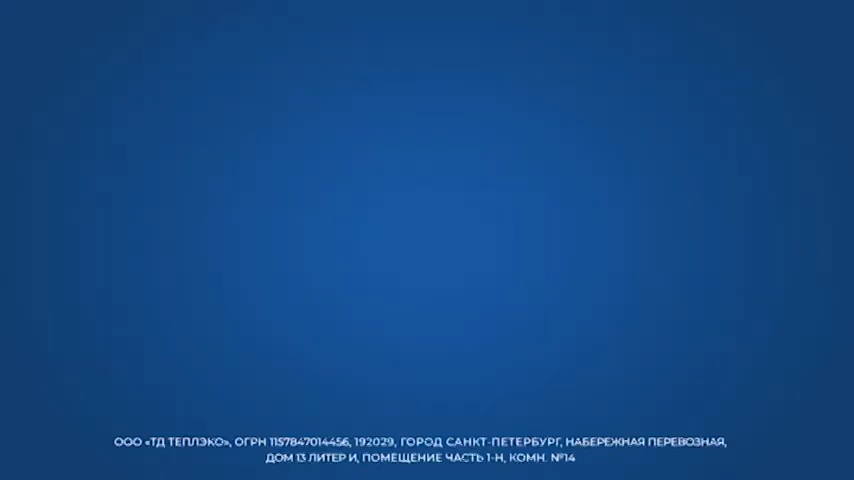 ООО «ТД ТЕПЛЭКО», ОГРН 1157847014456, 192029, ГОРОД САНКТ-ПЕТЕРБУРГ, НАБЕРЕЖНАЯ ПЕРЕВОЗНАЯ,
ДОМ 13 ЛИТЕР И, ПОМЕЩЕНИЕ ЧАСТЬ 1-Н, КОМН. №14